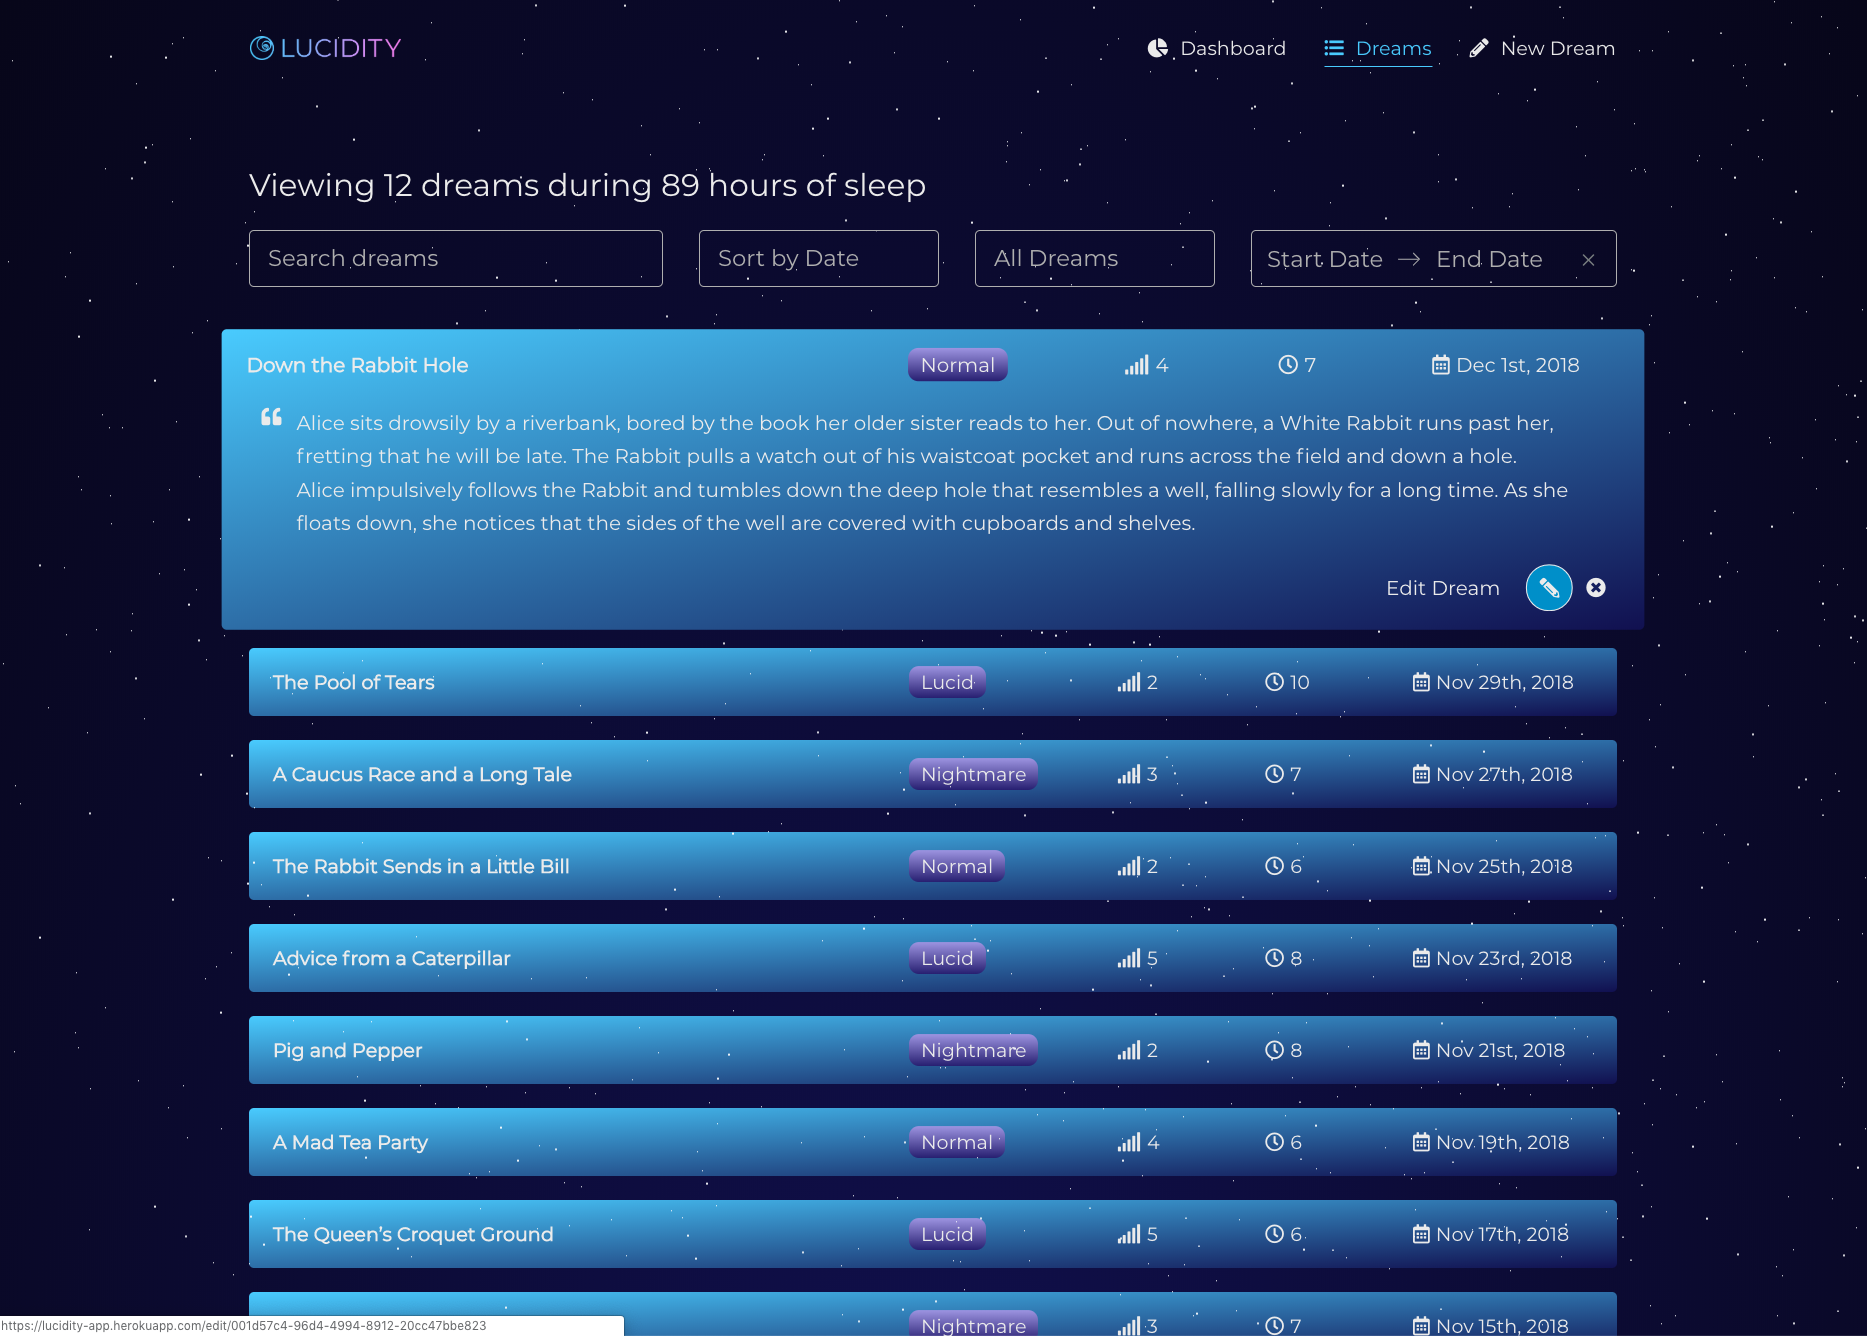 LUCIDITY
Dashboard
Dreams
New Dream
Viewing 12 dreams during 89 hours of sleep
Search dreams
Sort by Date
All Dreams
Start Date → End Date ×
Down the Rabbit Hole Normal 4 7 Dec 1st, 2018
“ Alice sits drowsily by a riverbank, bored by the book her older sister reads to her. Out of nowhere, a White Rabbit runs past her,
fretting that he will be late. The Rabbit pulls a watch out of his waistcoat pocket and runs across the field and down a hole.
Alice impulsively follows the Rabbit and tumbles down the deep hole that resembles a well, falling slowly for a long time. As she
floats down, she notices that the sides of the well are covered with cupboards and shelves.
Edit Dream
The Pool of Tears Lucid 2 10 Nov 29th, 2018
A Caucus Race and a Long Tale Nightmare 3 7 Nov 27th, 2018
The Rabbit Sends in a Little Bill Normal 2 6 Nov 25th, 2018
Advice from a Caterpillar Lucid 5 8 Nov 23rd, 2018
Pig and Pepper Nightmare 2 8 Nov 21st, 2018
A Mad Tea Party Normal 4 6 Nov 19th, 2018
The Queen’s Croquet Ground Lucid 5 6 Nov 17th, 2018
Nightmare 3 7 Nov 15th, 2018
https://lucidity-app.herokuapp.com/edit/001d57c4-96d4-4994-8912-20cc47bbe823